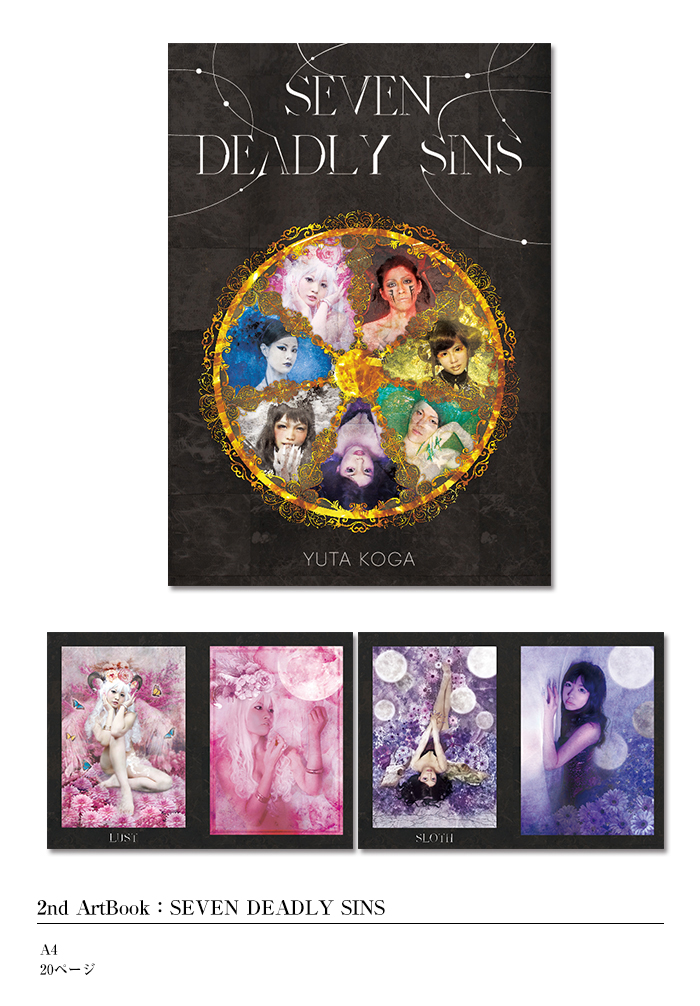 SEVEN
DEADLY SINS
YUTA KOGA
LUST
SLOTH
2nd ArtBook：SEVEN DEADLY SINS
A4
20ページ